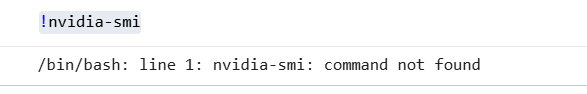 !nvidia-smi
/bin/bash: line 1: nvidia-smi: command not found